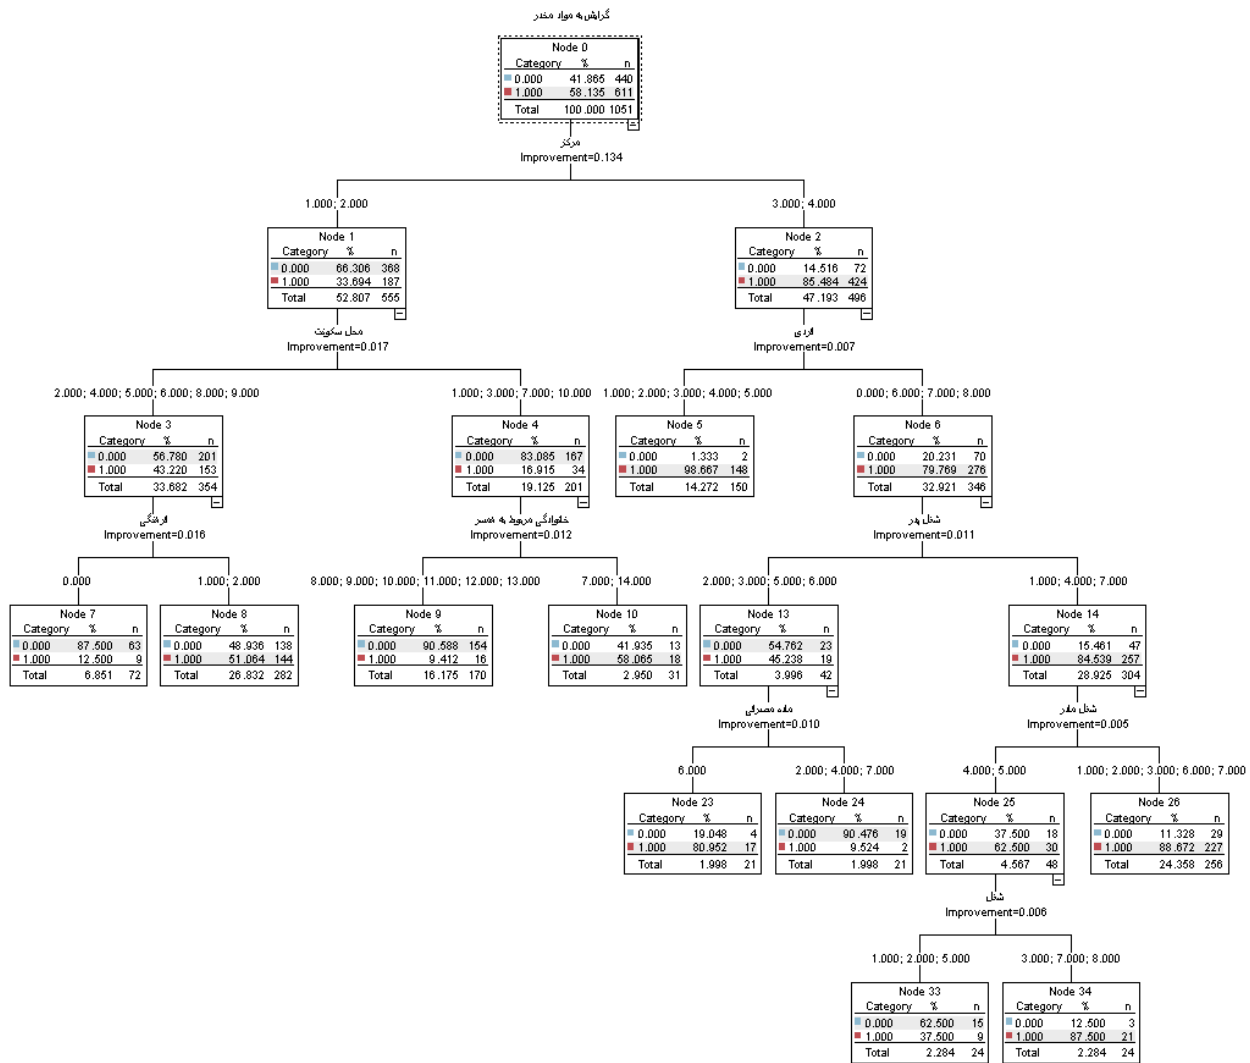 گرایش به مواد مخدر
Node 0
Category % n
0.000 41.865 440
1.000 58.135 611
Total 100.000 1051
مرکز
Improvement=0.134
1.000; 2.000
3.000; 4.000
Node 1
Category % n
0.000 66.306 368
1.000 33.694 187
Total 52.807 555
Node 2
Category % n
0.000 14.516 72
1.000 85.484 424
Total 47.193 496
محل سکونت
Improvement=0.017
فردی
Improvement=0.007
2.000; 4.000; 5.000; 6.000; 8.000; 9.000
1.000; 3.000; 7.000; 10.000
1.000; 2.000; 3.000; 4.000; 5.000
0.000; 6.000; 7.000; 8.000
Node 3
Category % n
0.000 56.780 201
1.000 43.220 153
Total 33.682 354
Node 4
Category % n
0.000 83.085 167
1.000 16.915 34
Total 19.125 201
Node 5
Category % n
0.000 1.333 2
1.000 98.667 148
Total 14.272 150
Node 6
Category % n
0.000 20.231 70
1.000 79.769 276
Total 32.921 346
فرهنگی
Improvement=0.016
خانوادگی مربوط به همسر
Improvement=0.012
شغل پدر
Improvement=0.011
0.000
1.000; 2.000
8.000; 9.000; 10.000; 11.000; 12.000; 13.000
7.000; 14.000
2.000; 3.000; 5.000; 6.000
1.000; 4.000; 7.000
Node 7
Category % n
0.000 87.500 63
1.000 12.500 9
Total 6.851 72
Node 8
Category % n
0.000 48.936 138
1.000 51.064 144
Total 26.832 282
Node 9
Category % n
0.000 90.588 154
1.000 9.412 16
Total 16.175 170
Node 10
Category % n
0.000 41.935 13
1.000 58.065 18
Total 2.950 31
Node 13
Category % n
0.000 54.762 23
1.000 45.238 19
Total 3.996 42
Node 14
Category % n
0.000 15.461 47
1.000 84.539 257
Total 28.925 304
ماده مصرفی
Improvement=0.010
شغل مادر
Improvement=0.005
6.000
2.000; 4.000; 7.000
4.000; 5.000
1.000; 2.000; 3.000; 6.000; 7.000
Node 23
Category % n
0.000 19.048 4
1.000 80.952 17
Total 1.998 21
Node 24
Category % n
0.000 90.476 19
1.000 9.524 2
Total 1.998 21
Node 25
Category % n
0.000 37.500 18
1.000 62.500 30
Total 4.567 48
Node 26
Category % n
0.000 11.328 29
1.000 88.672 227
Total 24.358 256
شغل
Improvement=0.006
1.000; 2.000; 5.000
3.000; 7.000; 8.000
Node 33
Category % n
0.000 62.500 15
1.000 37.500 9
Total 2.284 24
Node 34
Category % n
0.000 12.500 3
1.000 87.500 21
Total 2.284 24